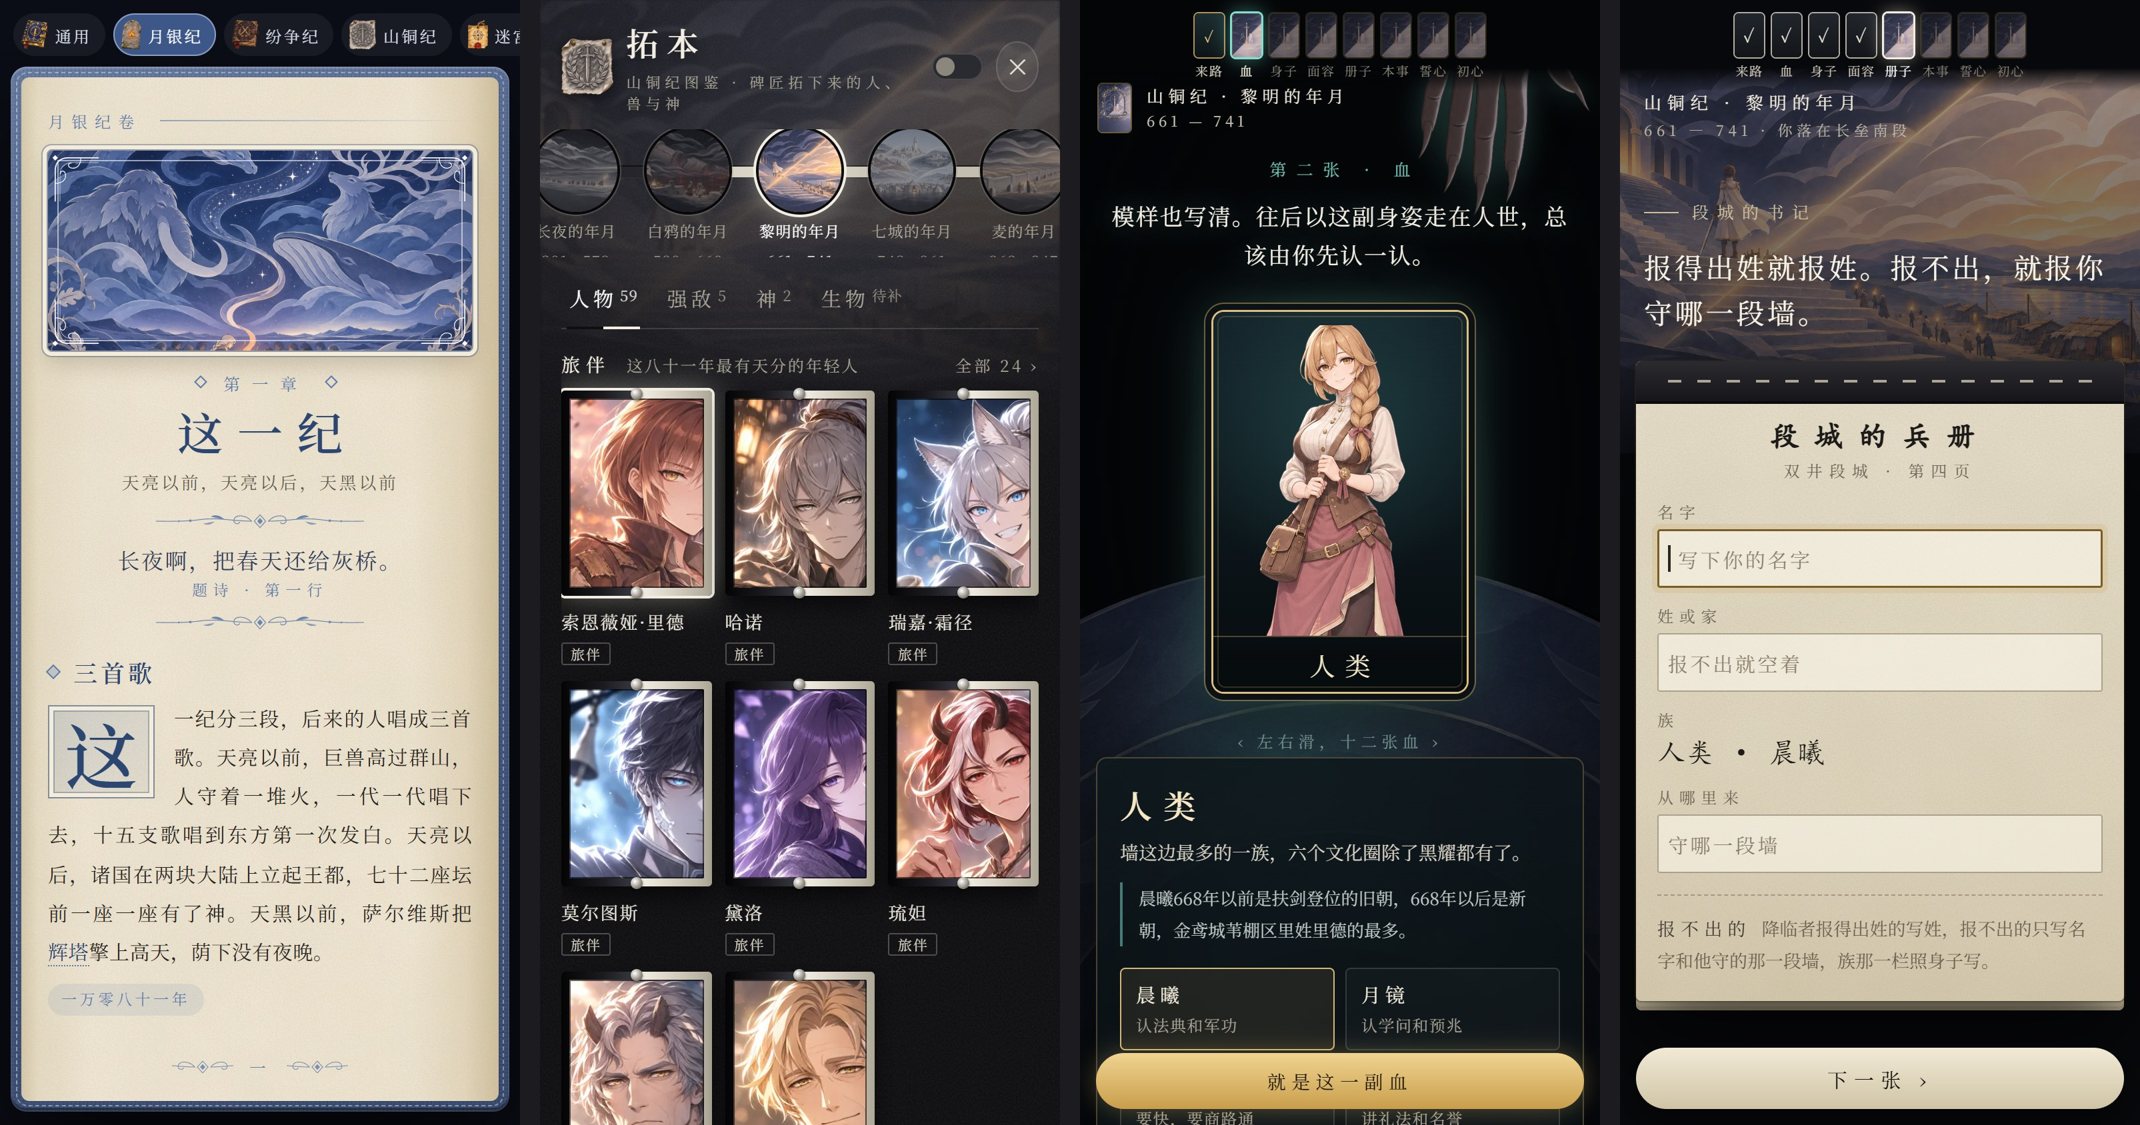 通用
月银纪
纷争纪
山铜纪
月银纪卷
第一章
这一纪
天亮以前，天亮以后，天黑以前
长夜啊，把春天还给灰桥。
题诗 · 第一行
三首歌
这一纪分三段，后来的人唱成三首
歌。天亮以前，巨兽高过群山，
人守着一堆火，一代一代唱下
去，十五支歌唱到东方第一次发白。天亮以
后，诸国在两块大陆上立起王都，七十二座坛
前一座一座有了神。天黑以前，萨尔维斯把
辉塔擎上高天，荫下没有夜晚。
一万零八十一年
拓本
山铜纪图鉴 · 碑匠拓下来的人、
兽与神
长夜的年月
白鸦的年月
黎明的年月
七城的年月
麦的年月
人物 59
强敌 5
神 2
生物 待补
旅伴 这八十一年最有天分的年轻人
全部 24 ›
索恩薇娅·里德
哈诺
瑞嘉·霜径
旅伴
旅伴
旅伴
莫尔图斯
黛洛
琉妲
旅伴
旅伴
旅伴
✓
来路 血 身子 面容 册子 本事 誓心 初心
山铜纪 · 黎明的年月
661 — 741
第二张 · 血
模样也写清。往后以这副身姿走在人世，总
该由你先认一认。
人类
‹ 左右滑，十二张血 ›
人类
墙这边最多的一族，六个文化圈除了黑耀都有了。
晨曦668年以前是扶剑登位的旧朝，668年以后是新
朝，金鸢城苇棚区里姓里德的最多。
晨曦
认法典和军功
月镜
认学问和预兆
就是这一副血
要快，要商路通
讲礼法和名誉
✓ ✓ ✓ ✓
来路 血 身子 面容 册子 本事 誓心 初心
山铜纪 · 黎明的年月
661 — 741 · 你落在长垒南段
段城的书记
报得出姓就报姓。报不出，就报你
守哪一段墙。
段城的兵册
双井段城 · 第四页
名字
写下你的名字
姓或家
报不出就空着
族
人类 • 晨曦
从哪里来
守哪一段墙
报不出的 降临者报得出姓的写姓，报不出的只写名
字和他守的那一段墙，族那一栏照身子写。
下一张 ›